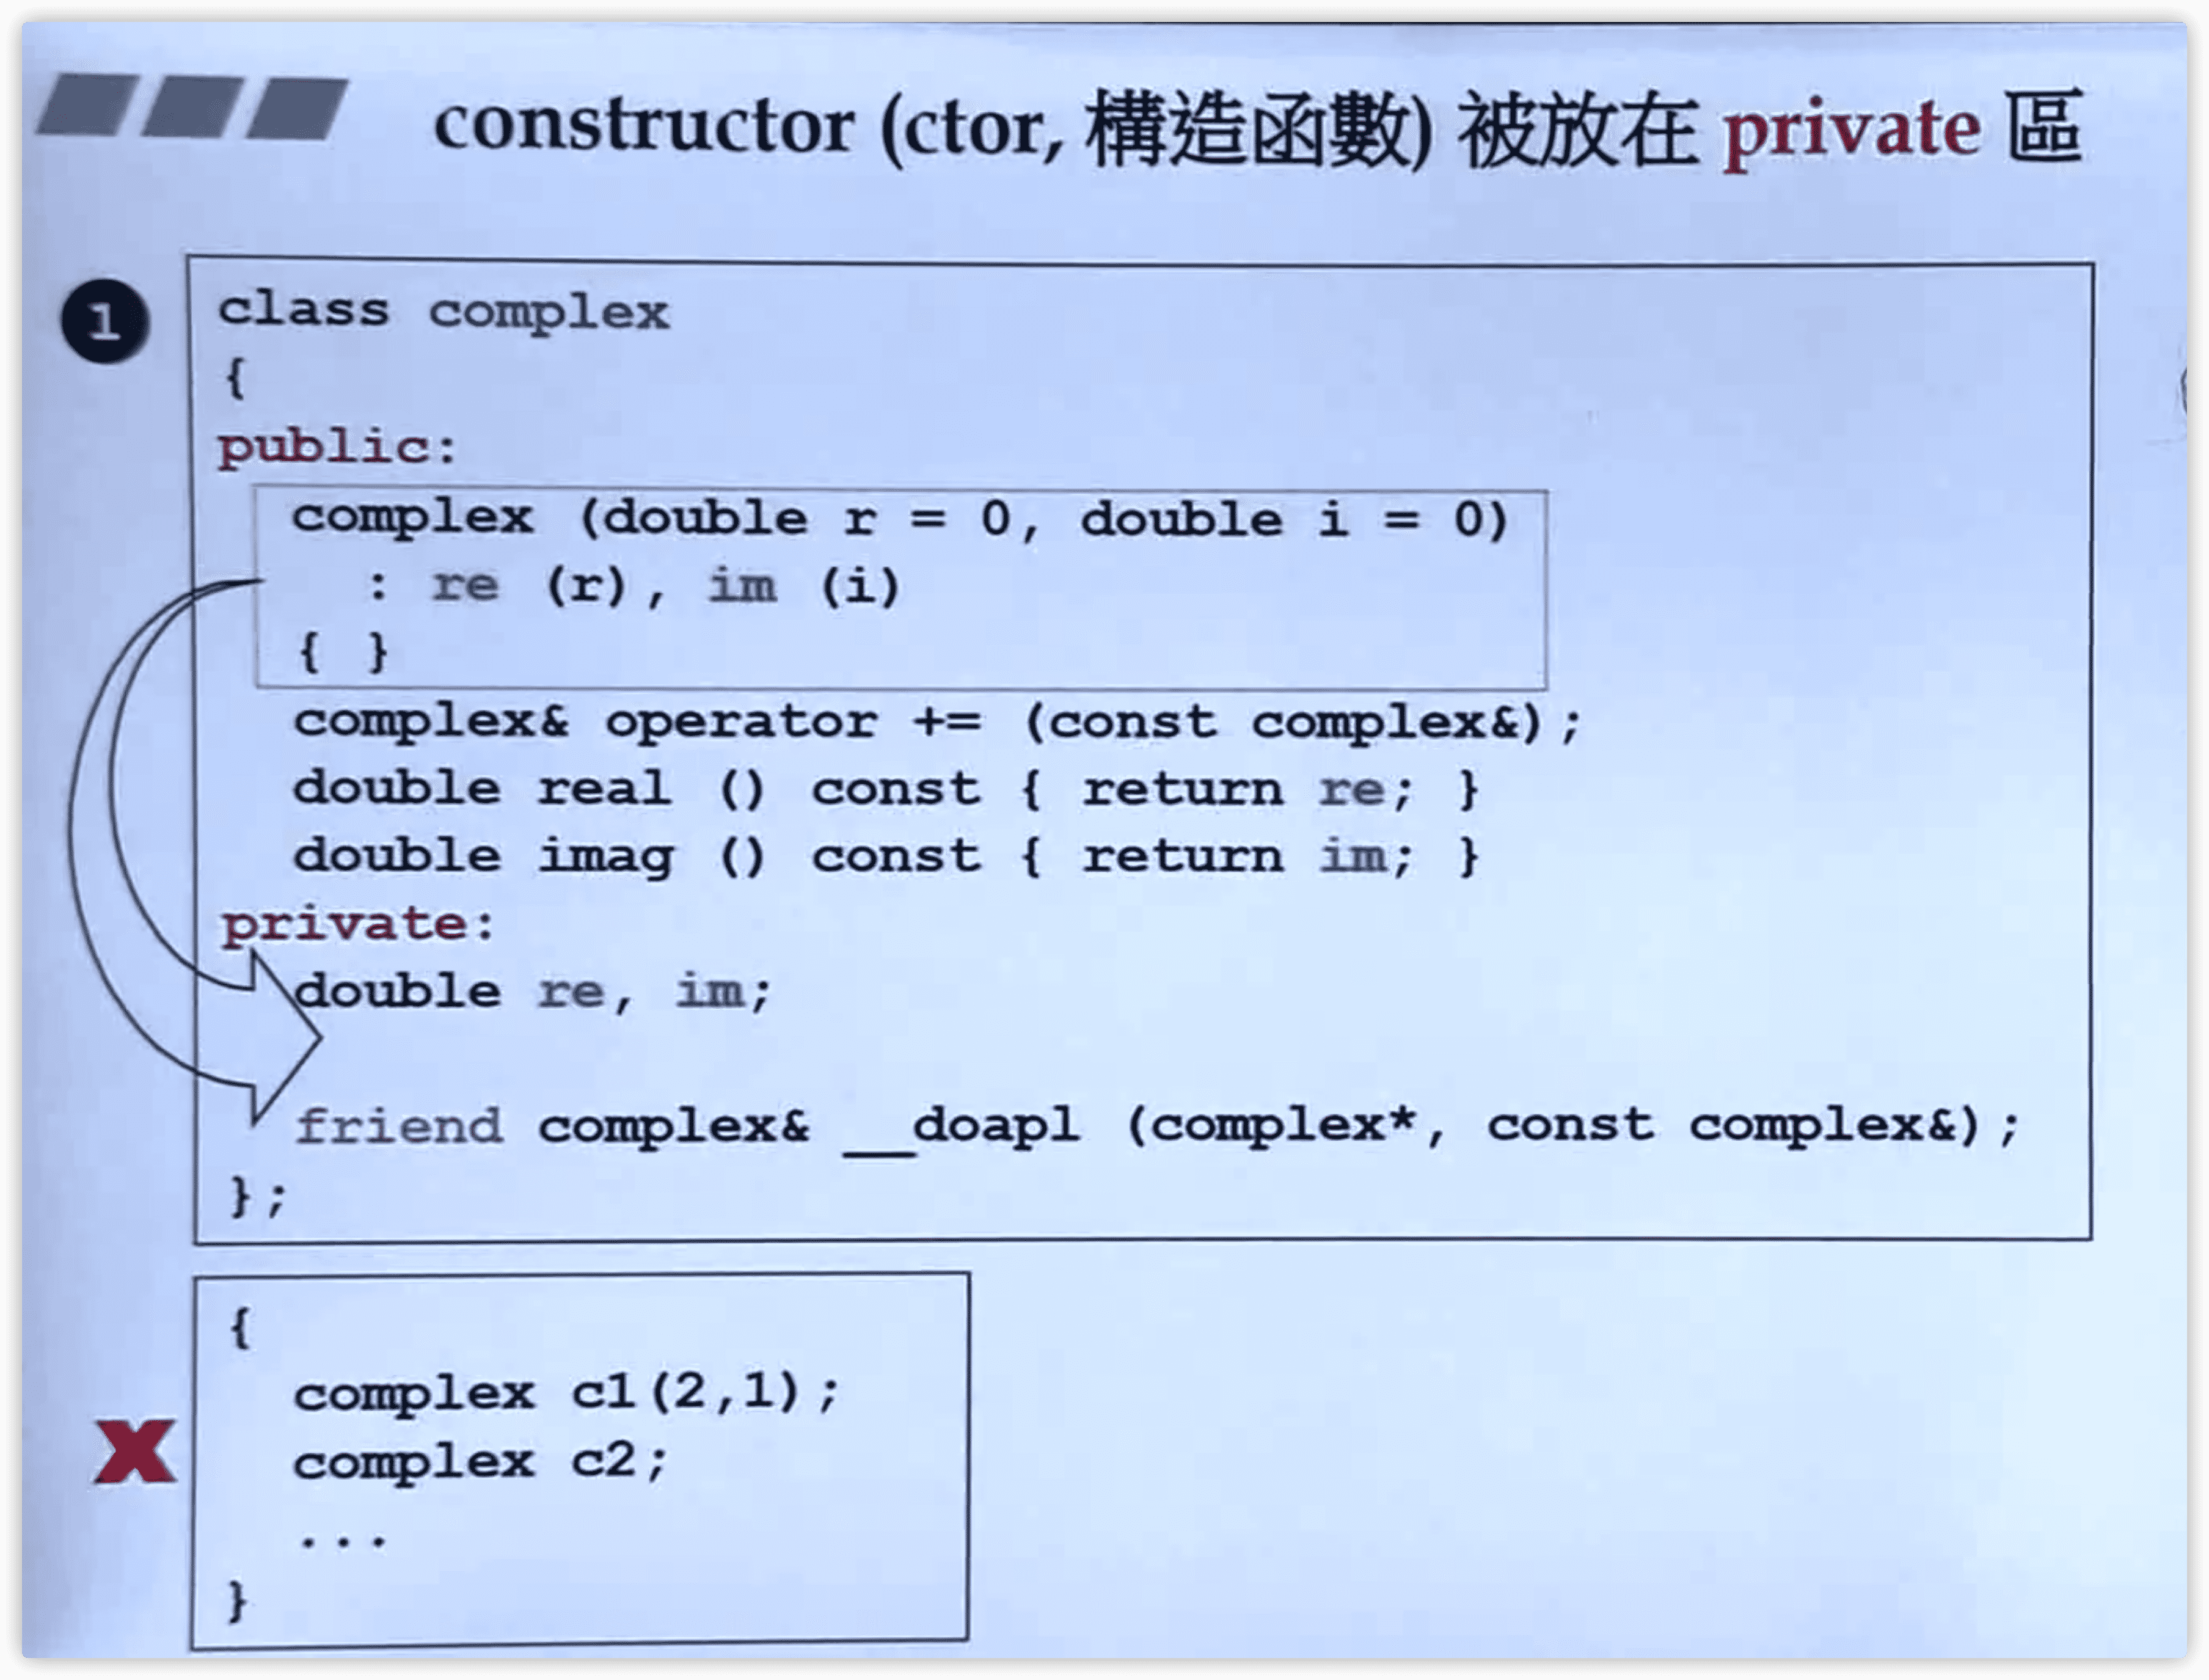 constructor (ctor, 構造函數) 被放在 private 區
1
class complex
{
public:
complex (double r = 0, double i = 0)
: re (r), im (i)
{ }
complex& operator += (const complex&);
double real () const { return re; }
double imag () const { return im; }
private:
double re, im;
friend complex& __doapl (complex*, const complex&);
};
{
complex c1(2,1);
complex c2;
...
}
x